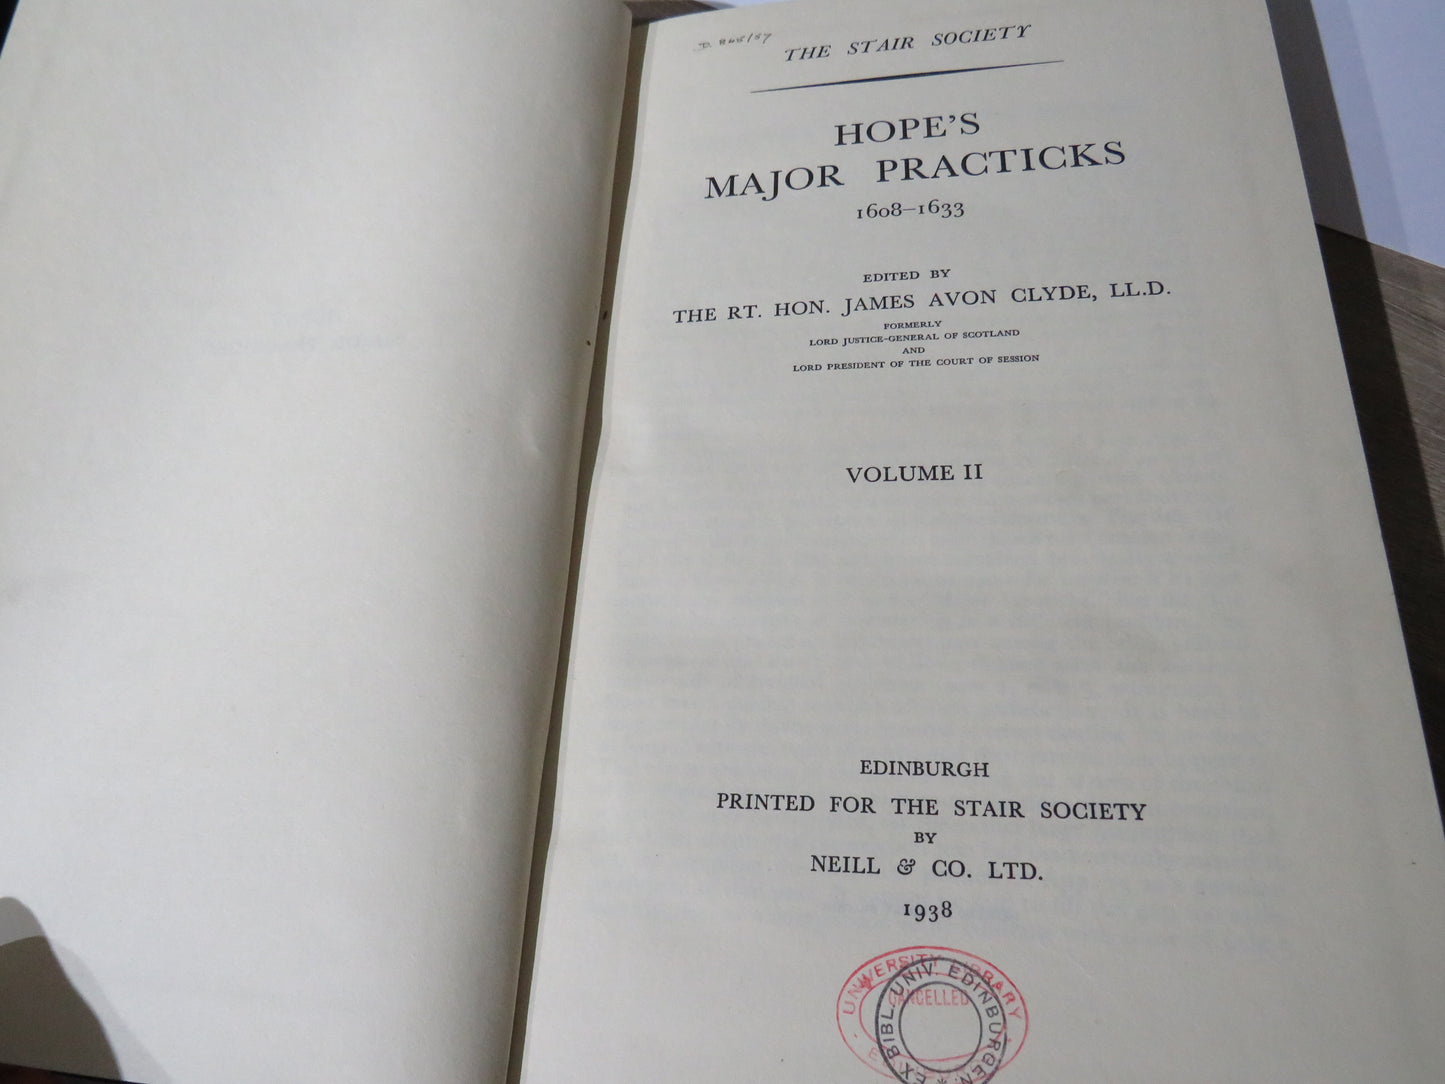 THE STAIR SOCIETY
HOPE'S
MAJOR PRACTICKS
1608–1633
EDITED BY
THE RT. HON. JAMES AVON CLYDE, LL.D.
FORMERLY
LORD JUSTICE-GENERAL OF SCOTLAND
AND
LORD PRESIDENT OF THE COURT OF SESSION
VOLUME II
EDINBURGH
PRINTED FOR THE STAIR SOCIETY
BY
NEILL & CO. LTD.
1938
UNIVERSITY LIBRARY
CANCELLED
EX BIBL. UNIV. EDINBURGEN